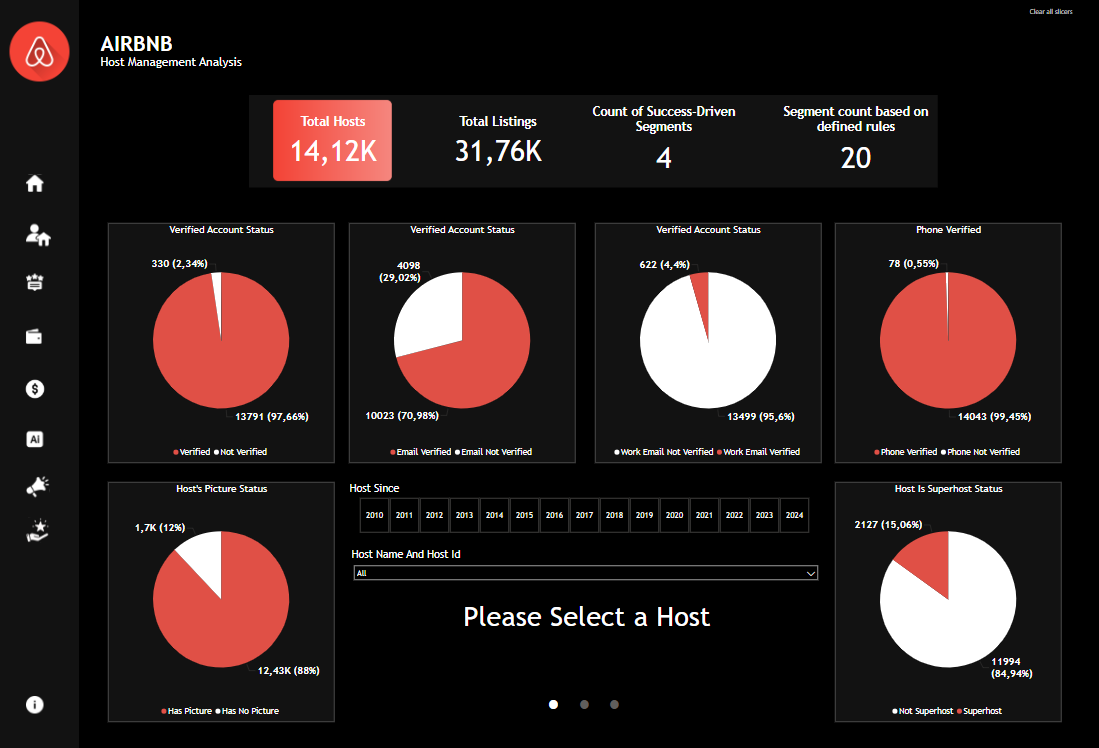 Clear all slicers
AIRBNB
Host Management Analysis
Total Hosts
14,12K
Total Listings
31,76K
Count of Success-Driven
Segments
4
Segment count based on
defined rules
20
Ai
Verified Account Status
330 (2,34%)
13791 (97,66%)
Verified Not Verified
Verified Account Status
4098
(29,02%)
10023 (70,98%)
Email Verified Email Not Verified
Verified Account Status
622 (4,4%)
13499 (95,6%)
Work Email Not Verified Work Email Verified
Phone Verified
78 (0,55%)
14043 (99,45%)
Phone Verified Phone Not Verified
Host's Picture Status
1,7K (12%)
12,43K (88%)
Has Picture Has No Picture
Host Since
2010 2011 2012 2013 2014 2015 2016 2017 2018 2019 2020 2021 2022 2023 2024
Host Name And Host Id
All
Please Select a Host
Host Is Superhost Status
2127 (15,06%)
11994
(84,94%)
Not Superhost Superhost